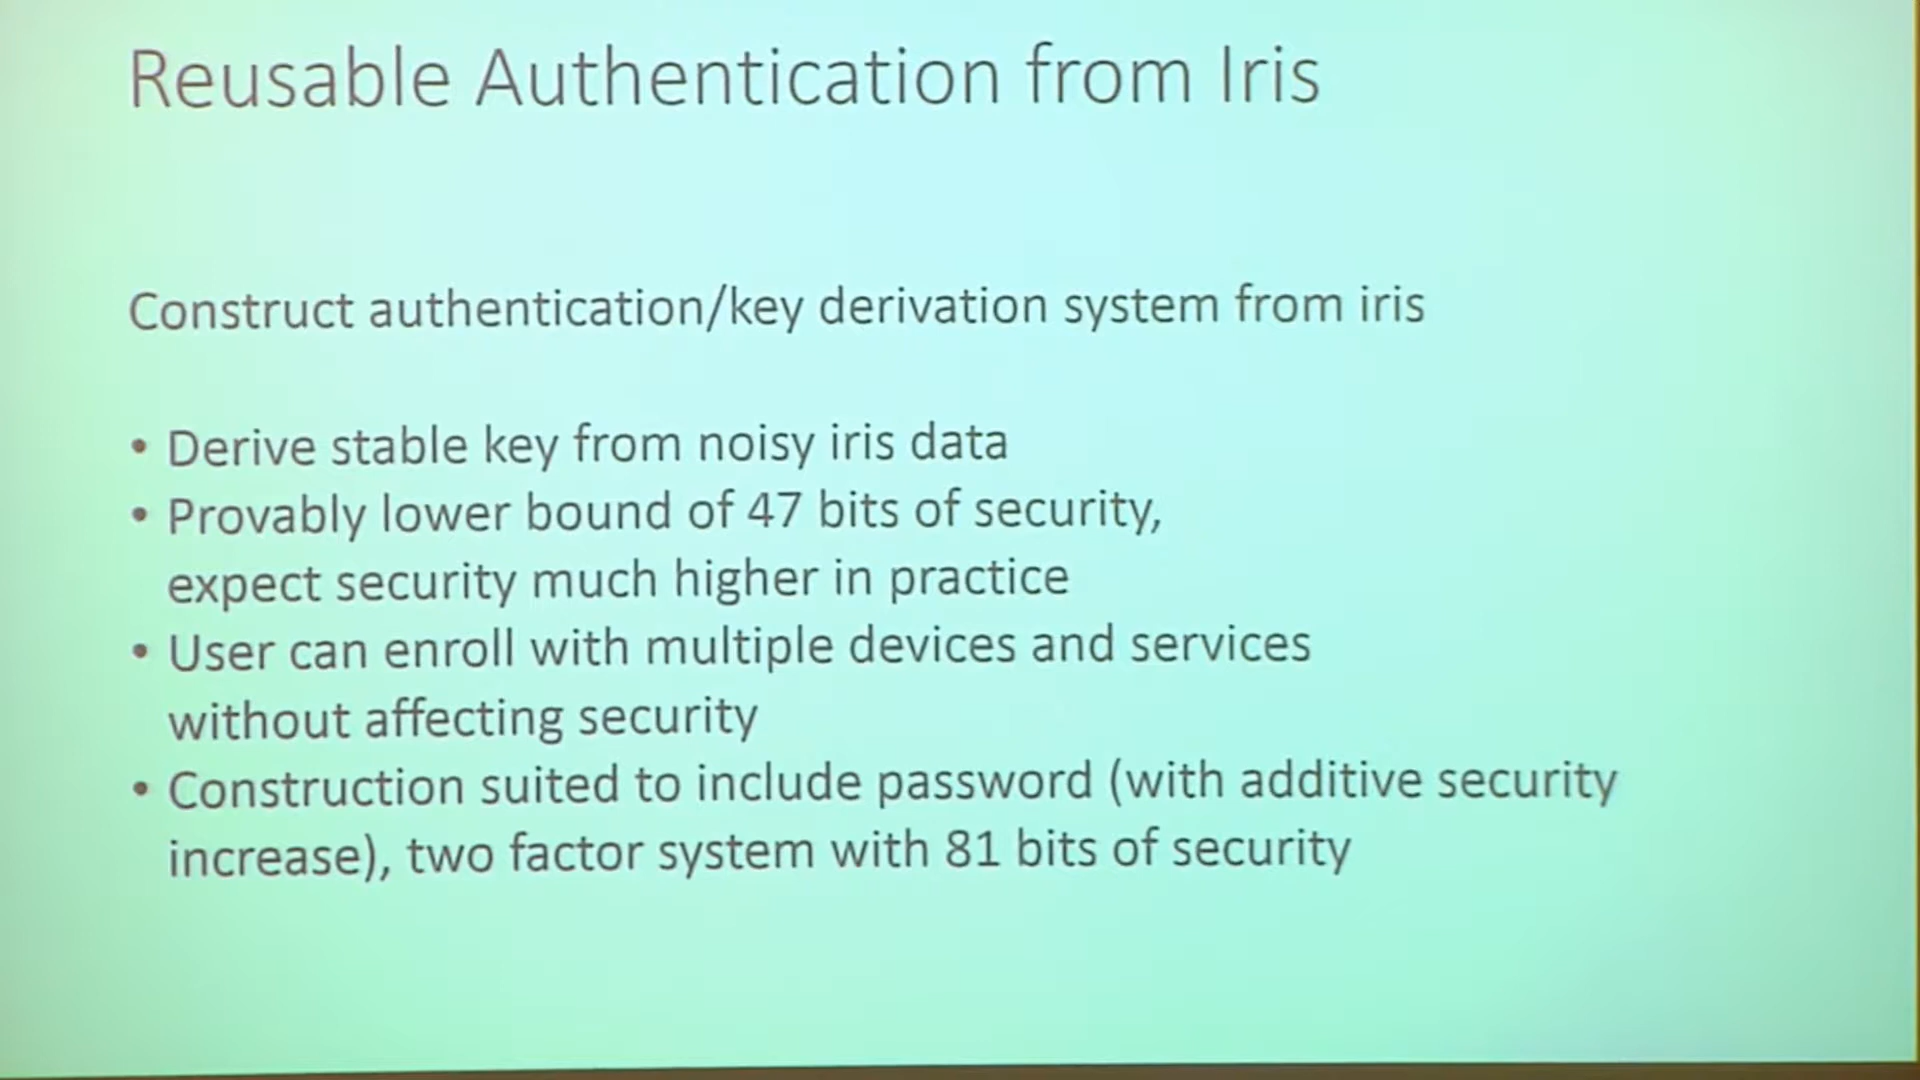 Reusable Authentication from Iris
Construct authentication/key derivation system from iris
• Derive stable key from noisy iris data
• Provably lower bound of 47 bits of security,
expect security much higher in practice
• User can enroll with multiple devices and services
without affecting security
• Construction suited to include password (with additive security
increase), two factor system with 81 bits of security